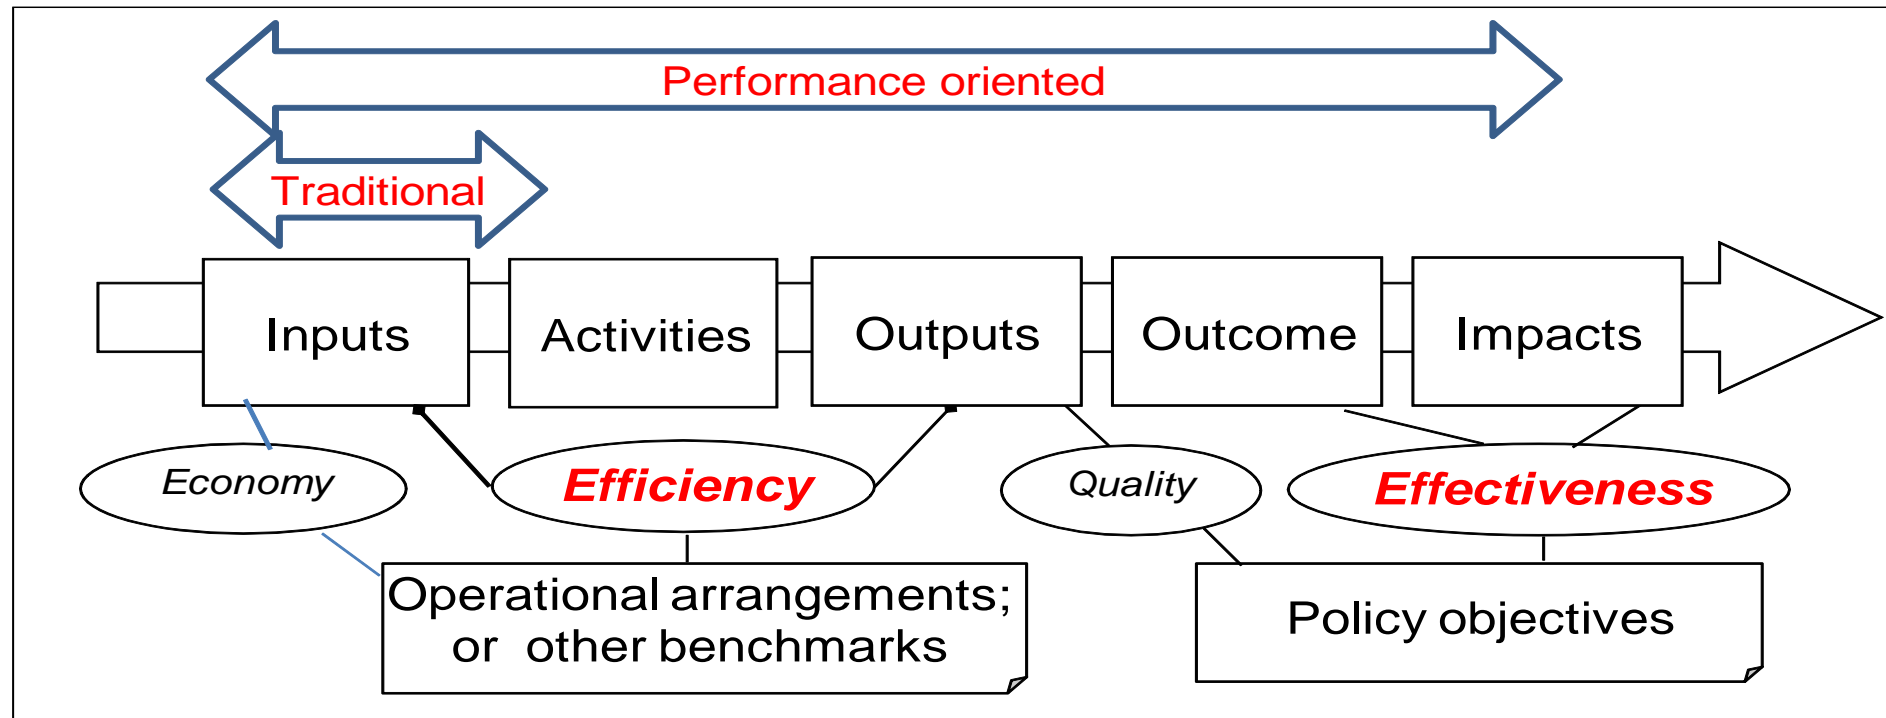 Performance oriented
Traditional
Inputs
Activities
Outputs
Outcome
Impacts
Economy
Efficiency
Quality
Effectiveness
Operational arrangements;
or other benchmarks
Policy objectives